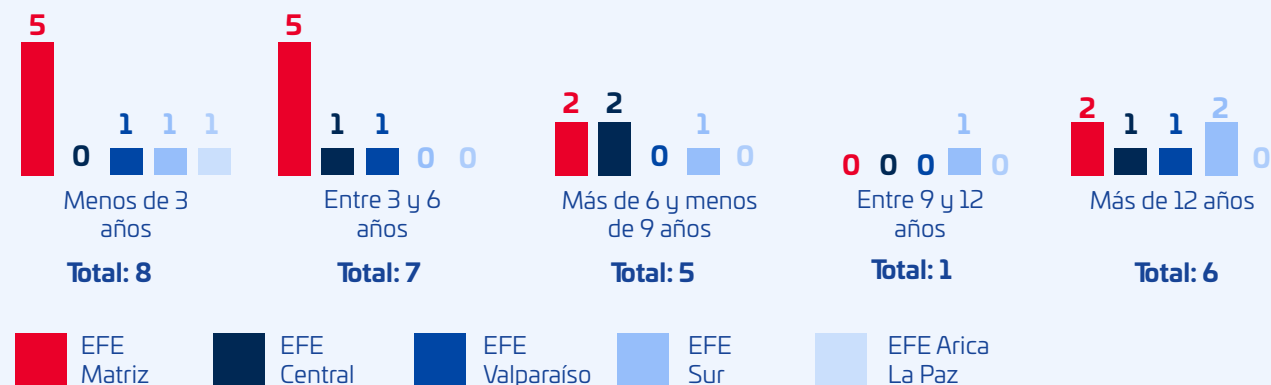 5
0
1
1
1
Menos de 3
años
Total: 8
5
1
1
0
0
Entre 3 y 6
años
Total: 7
2
2
0
1
0
Más de 6 y menos
de 9 años
Total: 5
0
0
0
1
0
Entre 9 y 12
años
Total: 1
2
1
1
2
0
Más de 12 años
Total: 6
EFE
Matriz
EFE
Central
EFE
Valparaíso
EFE
Sur
EFE Arica
La Paz